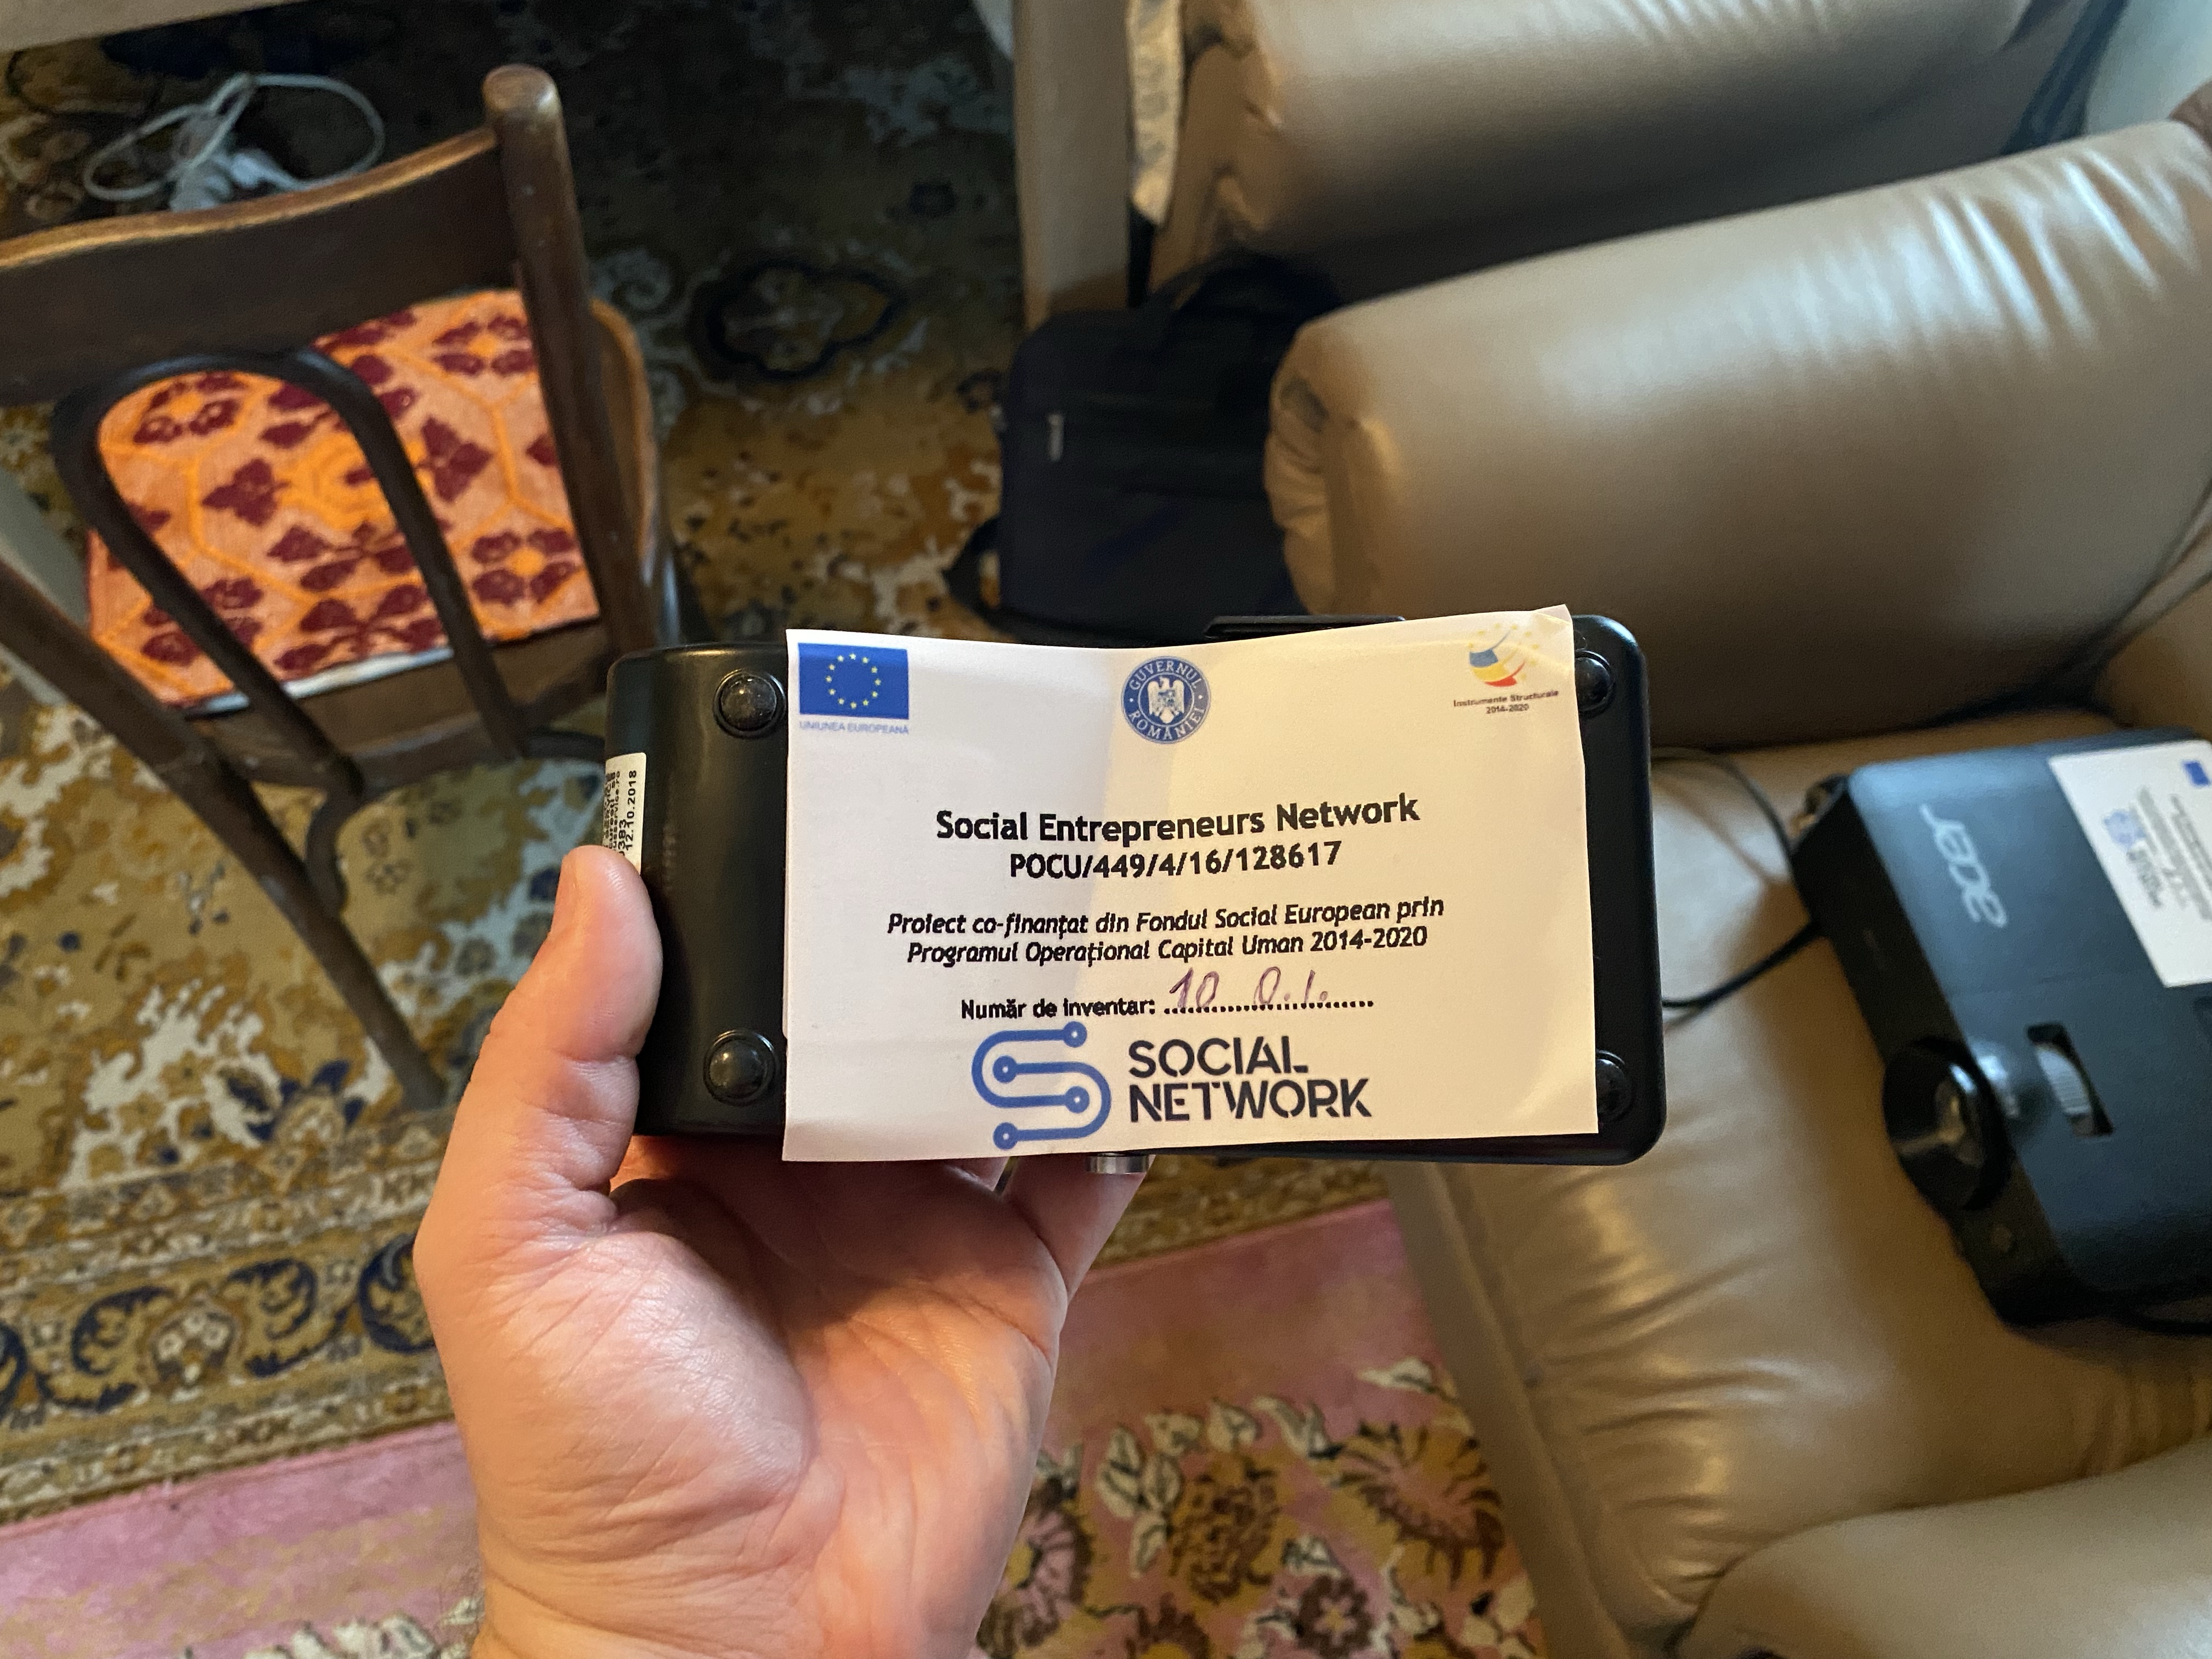 UNIUNEA EUROPEANĂ
GUVERNUL ROMÂNIEI
Instrumente Structurale
2014-2020
Social Entrepreneurs Network
POCU/449/4/16/128617
Proiect co-finanțat din Fondul Social European prin
Programul Operațional Capital Uman 2014-2020
Număr de inventar: 10 O.I.
SOCIAL
NETWORK
12.10.2018
acer